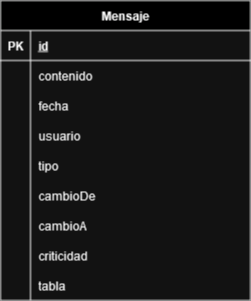 Mensaje
PK id
contenido
fecha
usuario
tipo
cambioDe
cambioA
criticidad
tabla